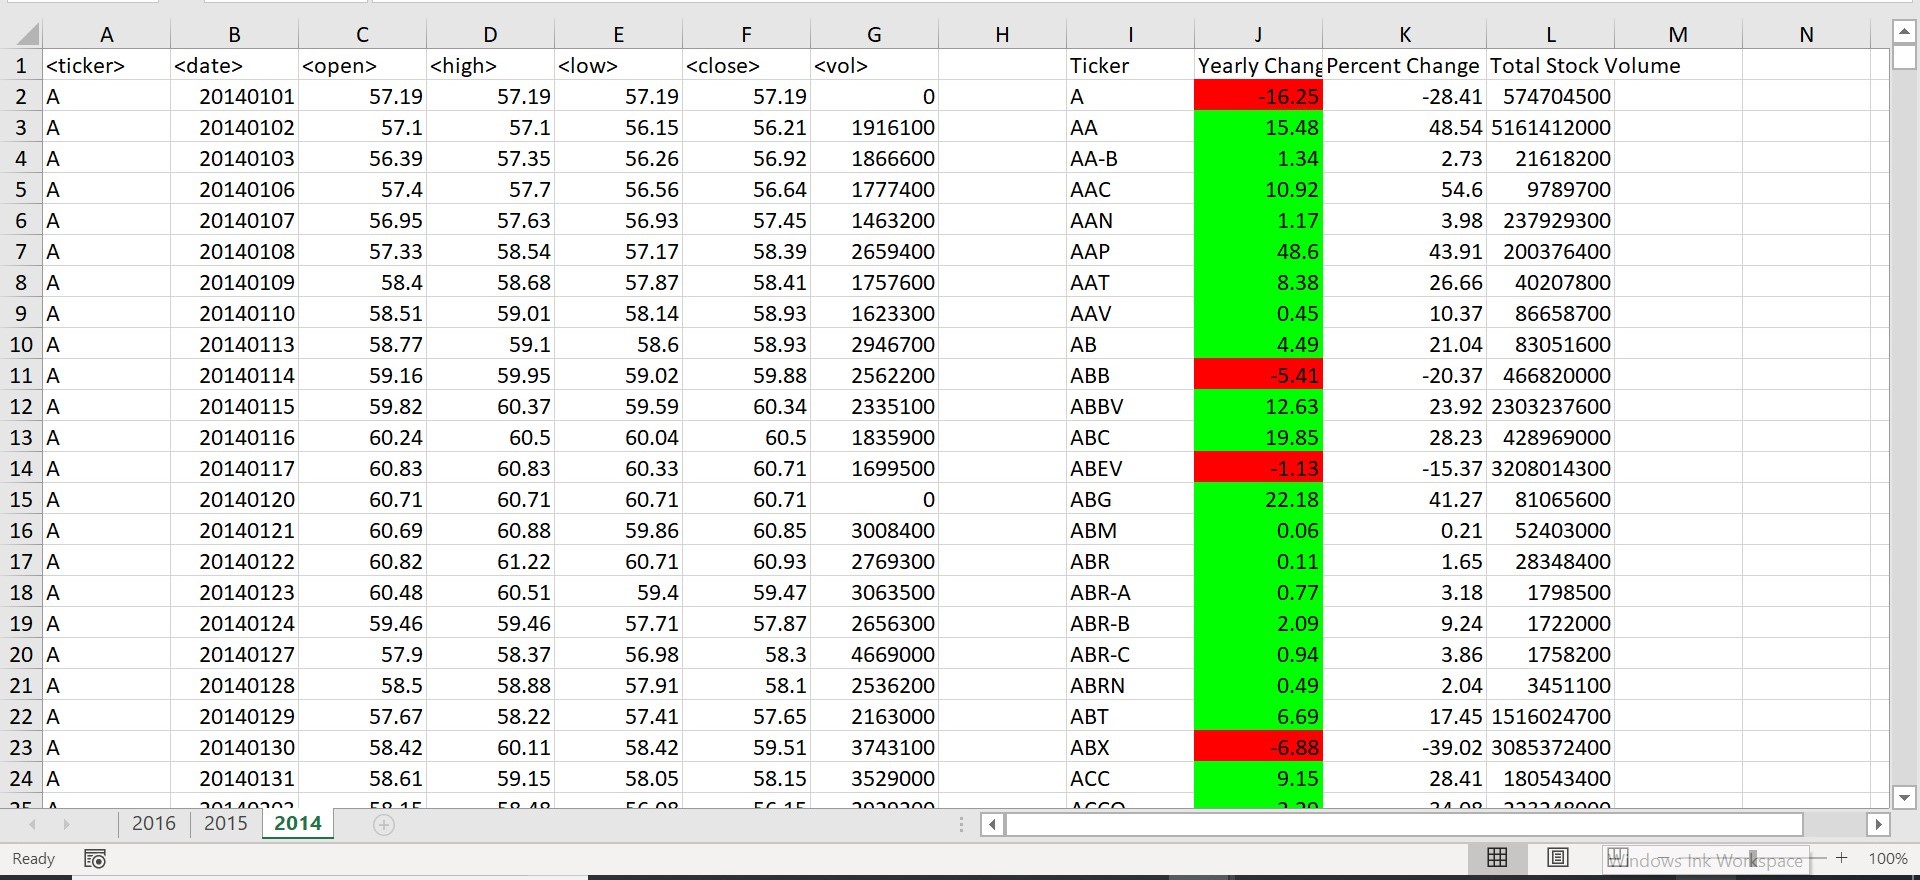 A B C D E F G H I J K L M N
1 <ticker> <date> <open> <high> <low> <close> <vol> Ticker Yearly Chang Percent Change Total Stock Volume
2 A 20140101 57.19 57.19 57.19 57.19 0 A -16.25 -28.41 574704500
3 A 20140102 57.1 57.1 56.15 56.21 1916100 AA 15.48 48.54 5161412000
4 A 20140103 56.39 57.35 56.26 56.92 1866600 AA-B 1.34 2.73 21618200
5 A 20140106 57.4 57.7 56.56 56.64 1777400 AAC 10.92 54.6 9789700
6 A 20140107 56.95 57.63 56.93 57.45 1463200 AAN 1.17 3.98 237929300
7 A 20140108 57.33 58.54 57.17 58.39 2659400 AAP 48.6 43.91 200376400
8 A 20140109 58.4 58.68 57.87 58.41 1757600 AAT 8.38 26.66 40207800
9 A 20140110 58.51 59.01 58.14 58.93 1623300 AAV 0.45 10.37 86658700
10 A 20140113 58.77 59.1 58.6 58.93 2946700 AB 4.49 21.04 83051600
11 A 20140114 59.16 59.95 59.02 59.88 2562200 ABB -5.41 -20.37 466820000
12 A 20140115 59.82 60.37 59.59 60.34 2335100 ABBV 12.63 23.92 2303237600
13 A 20140116 60.24 60.5 60.04 60.5 1835900 ABC 19.85 28.23 428969000
14 A 20140117 60.83 60.83 60.33 60.71 1699500 ABEV -1.13 -15.37 3208014300
15 A 20140120 60.71 60.71 60.71 60.71 0 ABG 22.18 41.27 81065600
16 A 20140121 60.69 60.88 59.86 60.85 3008400 ABM 0.06 0.21 52403000
17 A 20140122 60.82 61.22 60.71 60.93 2769300 ABR 0.11 1.65 28348400
18 A 20140123 60.48 60.51 59.4 59.47 3063500 ABR-A 0.77 3.18 1798500
19 A 20140124 59.46 59.46 57.71 57.87 2656300 ABR-B 2.09 9.24 1722000
20 A 20140127 57.9 58.37 56.98 58.3 4669000 ABR-C 0.94 3.86 1758200
21 A 20140128 58.5 58.88 57.91 58.1 2536200 ABRN 0.49 2.04 3451100
22 A 20140129 57.67 58.22 57.41 57.65 2163000 ABT 6.69 17.45 1516024700
23 A 20140130 58.42 60.11 58.42 59.51 3743100 ABX -6.88 -39.02 3085372400
24 A 20140131 58.61 59.15 58.05 58.15 3529000 ACC 9.15 28.41 180543400
2016 2015 2014
Ready Windows Ink Workspace 100%